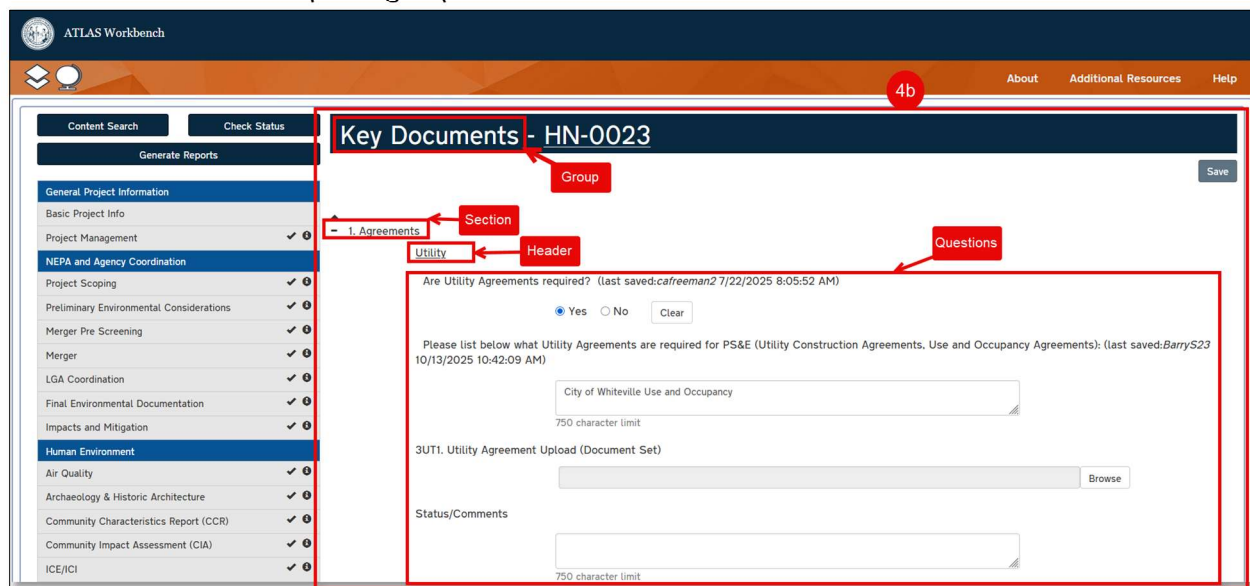 ATLAS Workbench
About Additional Resources Help
4b
Content Search Check Status
Generate Reports
Key Documents - HN-0023
Group
Save
General Project Information
Basic Project Info
Project Management
NEPA and Agency Coordination
Project Scoping
Preliminary Environmental Considerations
Merger Pre Screening
Merger
LGA Coordination
Final Environmental Documentation
Impacts and Mitigation
Human Environment
Air Quality
Archaeology & Historic Architecture
Community Characteristics Report (CCR)
Community Impact Assessment (CIA)
ICE/ICI
- 1. Agreements
Section
Utility
Header
Questions
Are Utility Agreements required? (last saved:cafreeman2 7/22/2025 8:05:52 AM)
Yes No Clear
Please list below what Utility Agreements are required for PS&E (Utility Construction Agreements, Use and Occupancy Agreements): (last saved:BarryS23
10/13/2025 10:42:09 AM)
City of Whiteville Use and Occupancy
750 character limit
3UT1. Utility Agreement Upload (Document Set)
Browse
Status/Comments
750 character limit